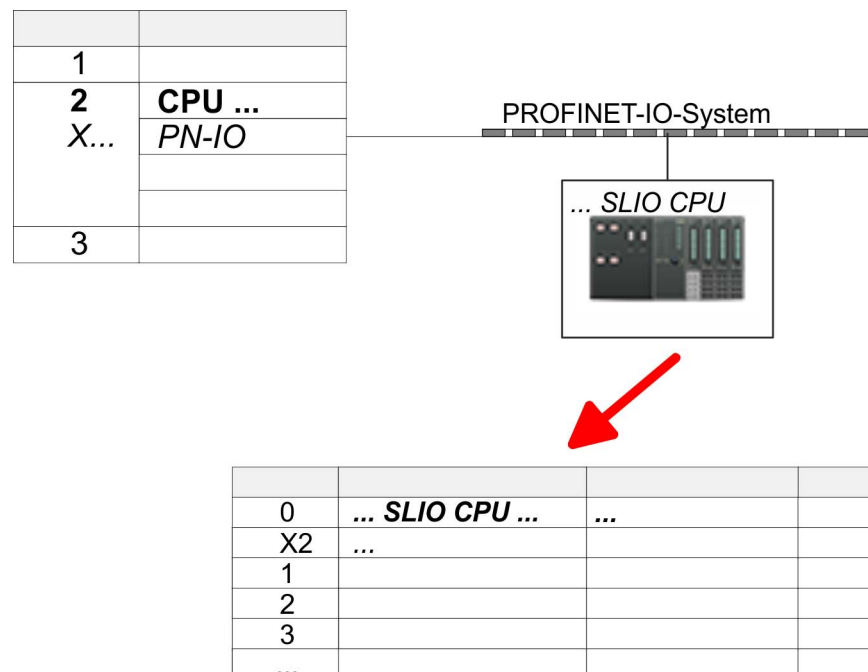 1
2 CPU ...
X... PN-IO
3
PROFINET-IO-System
... SLIO CPU
0 ... SLIO CPU ... ...
X2 ...
1
2
3
...